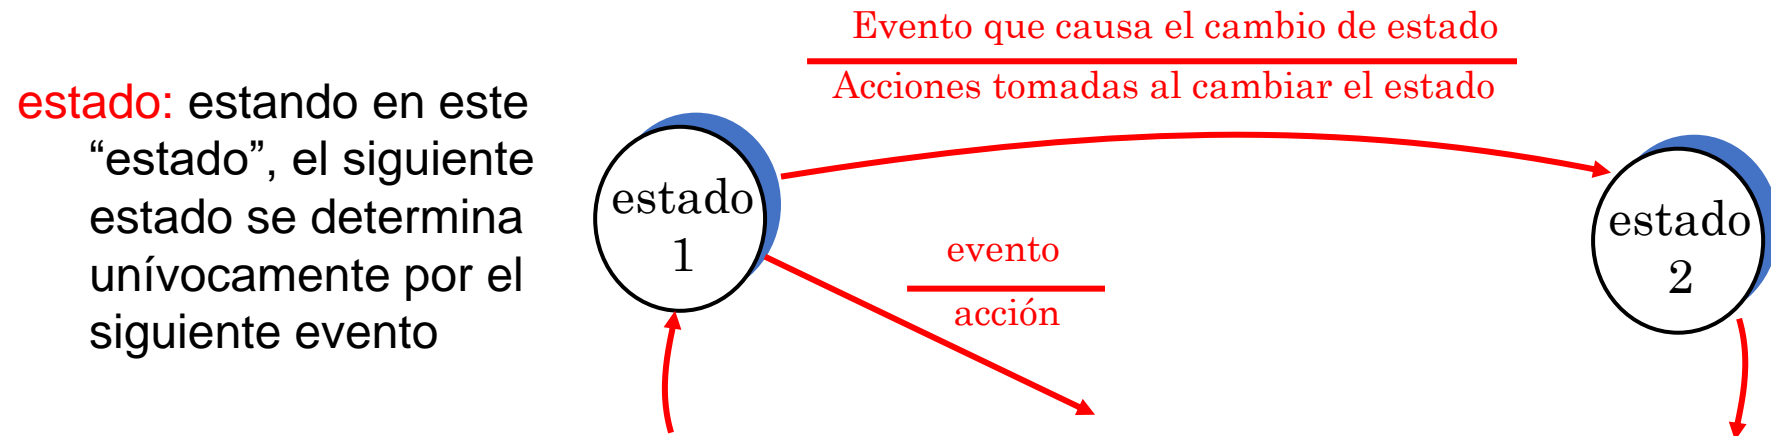 Evento que causa el cambio de estado
Acciones tomadas al cambiar el estado
estado: estando en este
“estado”, el siguiente
estado se determina
unívocamente por el
siguiente evento
estado
1
evento
acción
estado
2